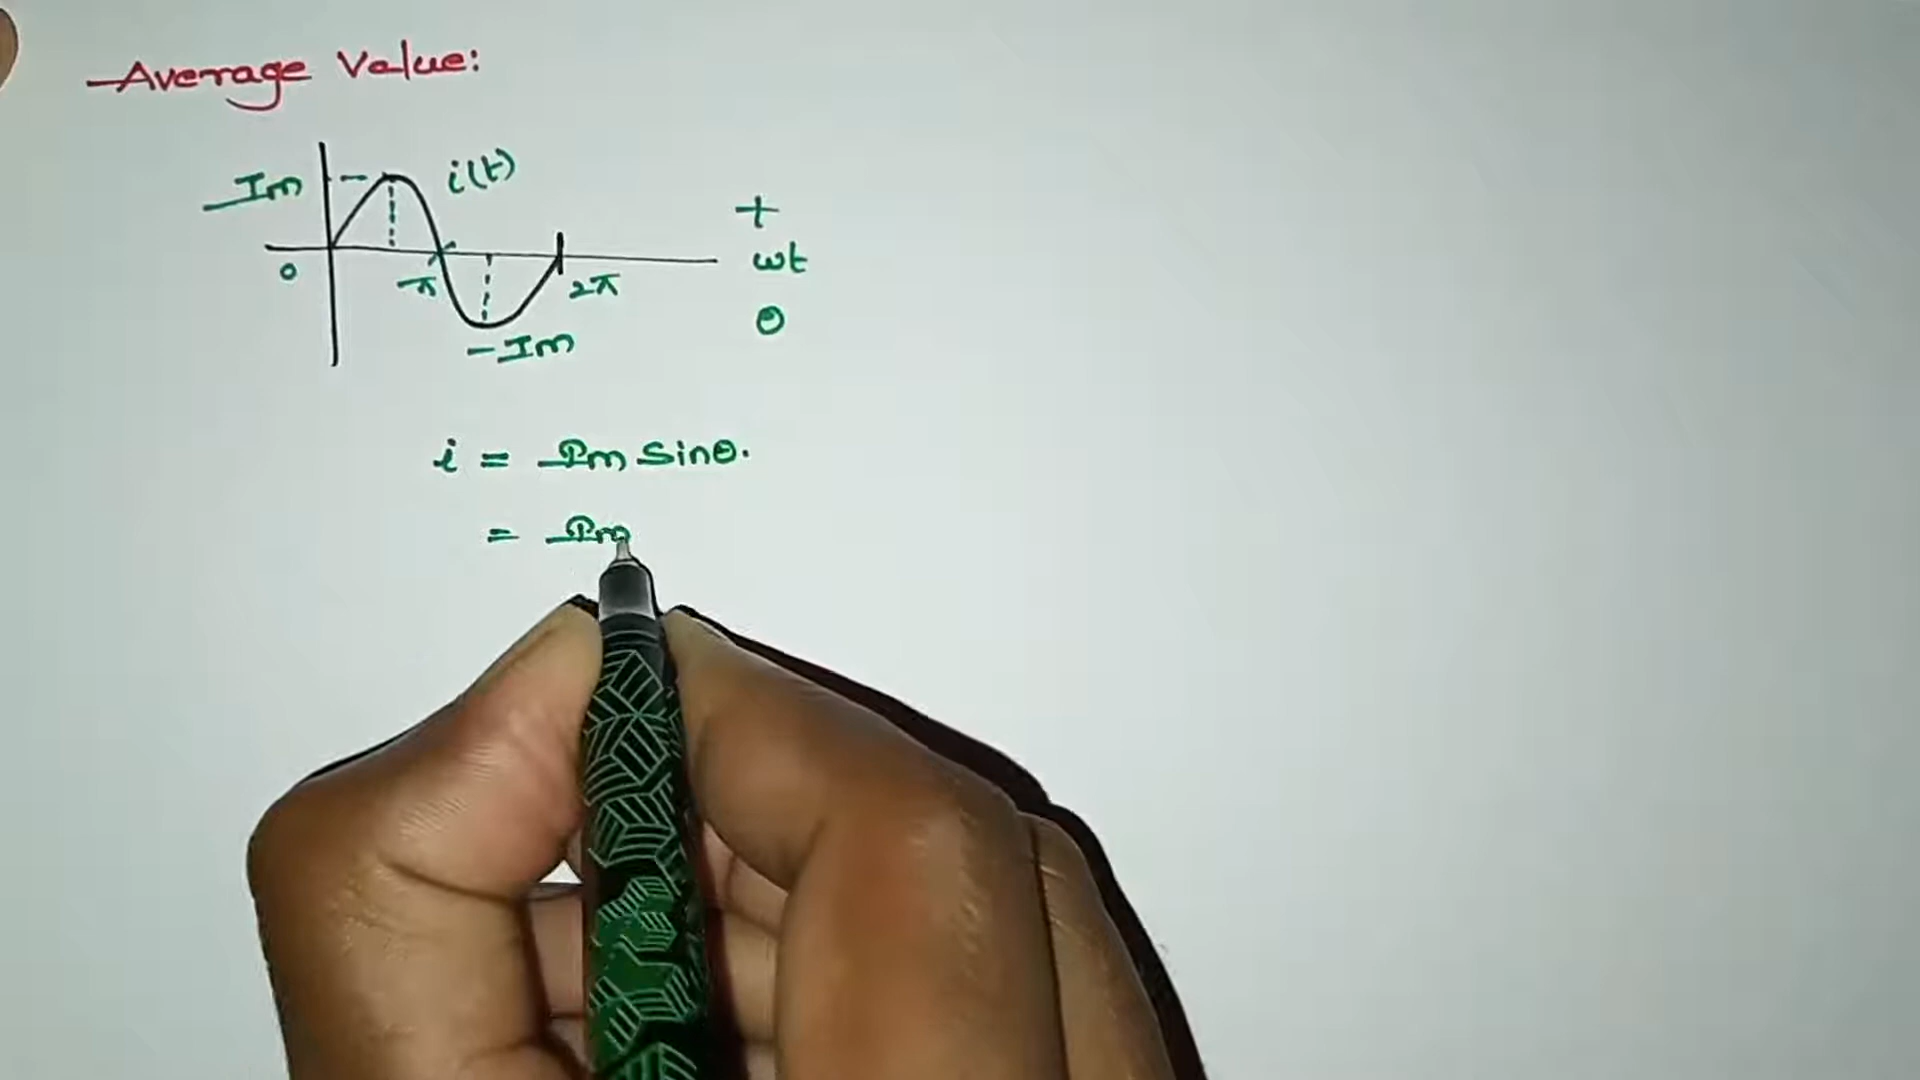 Average Value:
Im
i(t)
+
ωt
θ
0
π
2π
-Im
i = Im Sinθ.
= Im